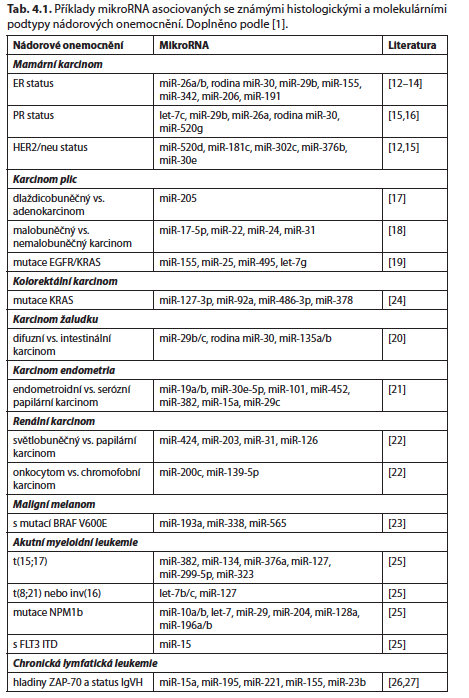 Tab. 4.1. Příklady mikroRNA asociovaných se známými histologickými a molekulárními
podtypy nádorových onemocnění. Doplněno podle [1].
Nádorové onemocnění MikroRNA Literatura
Mamární karcinom
ER status miR-26a/b, rodina miR-30, miR-29b, miR-155, [12–14]
miR-342, miR-206, miR-191
PR status let-7c, miR-29b, miR-26a, rodina miR-30, [15,16]
miR-520g
HER2/neu status miR-520d, miR-181c, miR-302c, miR-376b, [12,15]
miR-30e
Karcinom plic
dlaždicobuněčný vs. miR-205 [17]
adenokarcinom
malobuněčný vs. miR-17-5p, miR-22, miR-24, miR-31 [18]
nemalobuněčný karcinom
mutace EGFR/KRAS miR-155, miR-25, miR-495, let-7g [19]
Kolorektální karcinom
mutace KRAS miR-127-3p, miR-92a, miR-486-3p, miR-378 [24]
Karcinom žaludku
difuzní vs. intestinální miR-29b/c, rodina miR-30, miR-135a/b [20]
karcinom
Karcinom endometria
endometroidní vs. serózní miR-19a/b, miR-30e-5p, miR-101, miR-452, [21]
papilární karcinom miR-382, miR-15a, miR-29c
Renální karcinom
světlobuněčný vs. papilární miR-424, miR-203, miR-31, miR-126 [22]
karcinom
onkocytom vs. chromofobní miR-200c, miR-139-5p [22]
karcinom
Maligní melanom
s mutací BRAF V600E miR-193a, miR-338, miR-565 [23]
Akutní myeloidní leukemie
t(15;17) miR-382, miR-134, miR-376a, miR-127, [25]
miR-299-5p, miR-323
t(8;21) nebo inv(16) let-7b/c, miR-127 [25]
mutace NPM1b miR-10a/b, let-7, miR-29, miR-204, miR-128a, [25]
miR-196a/b
s FLT3 ITD miR-15 [25]
Chronická lymfatická leukemie
hladiny ZAP-70 a status IgVH miR-15a, miR-195, miR-221, miR-155, miR-23b [26,27]